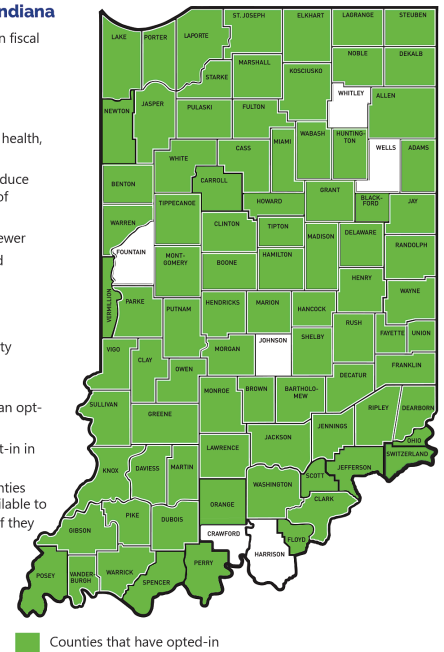 ndiana
n fiscal
health,
duce
of
ewer
d
ty
an opt-
t-in in
nties
ilable to
f they
LAKE
PORTER
LAPORTE
ST. JOSEPH
ELKHART
LAGRANGE
STEUBEN
NOBLE
DEKALB
STARKE
MARSHALL
KOSCIUSKO
WHITLEY
ALLEN
NEWTON
JASPER
PULASKI
FULTON
MIAMI
WABASH
HUNTING-
TON
WELLS
ADAMS
WHITE
CASS
BENTON
CARROLL
HOWARD
GRANT
BLACK-
FORD
JAY
WARREN
TIPPECANOE
CLINTON
TIPTON
MADISON
DELAWARE
RANDOLPH
FOUNTAIN
MONT-
GOMERY
BOONE
HAMILTON
HENRY
WAYNE
VERMILLION
PARKE
PUTNAM
HENDRICKS
MARION
HANCOCK
RUSH
FAYETTE
UNION
VIGO
CLAY
OWEN
MORGAN
JOHNSON
SHELBY
FRANKLIN
DECATUR
SULLIVAN
GREENE
MONROE
BROWN
BARTHOLO-
MEW
RIPLEY
DEARBORN
JENNINGS
OHIO
SWITZERLAND
KNOX
DAVIESS
MARTIN
LAWRENCE
JACKSON
JEFFERSON
SCOTT
WASHINGTON
CLARK
ORANGE
GIBSON
PIKE
DUBOIS
CRAWFORD
HARRISON
FLOYD
POSEY
VANDER-
BURGH
WARRICK
SPENCER
PERRY
Counties that have opted-in